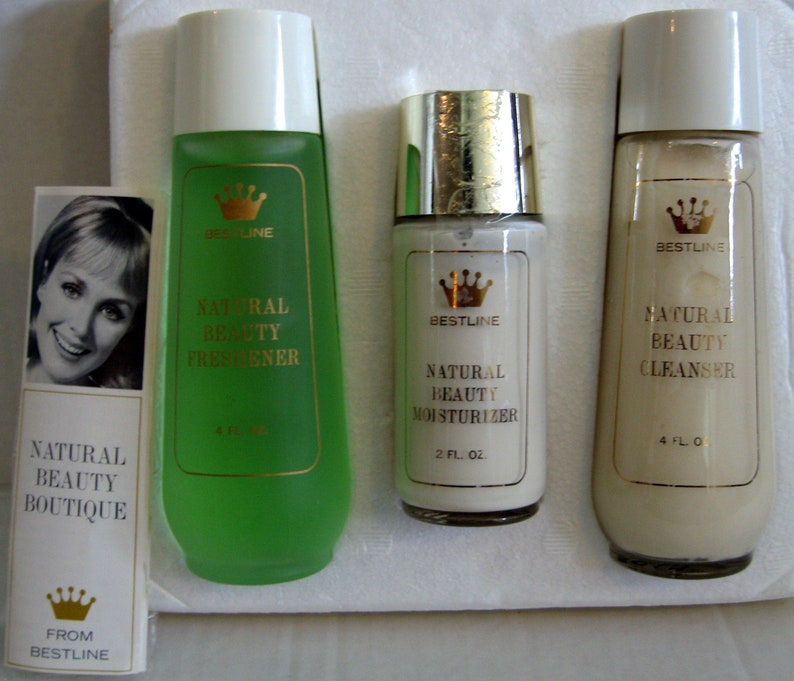 NATURAL
BEAUTY
BOUTIQUE
FROM
BESTLINE
BESTLINE
NATURAL
BEAUTY
FRESHENER
4 FL. OZ.
BESTLINE
NATURAL
BEAUTY
MOISTURIZER
2 FL. OZ.
BESTLINE
NATURAL
BEAUTY
CLEANSER
4 FL. OZ